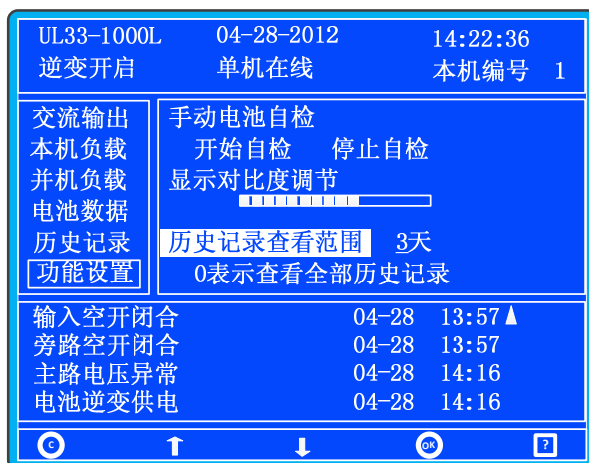 UL33-1000L 04-28-2012 14:22:36
逆变开启 单机在线 本机编号 1
交流输出
本机负载
并机负载
电池数据
历史记录
功能设置
手动电池自检
开始自检 停止自检
显示对比度调节
历史记录查看范围 3天
0表示查看全部历史记录
输入空开闭合 04-28 13:57
旁路空开闭合 04-28 13:57
主路电压异常 04-28 14:16
电池逆变供电 04-28 14:16
C OK ?